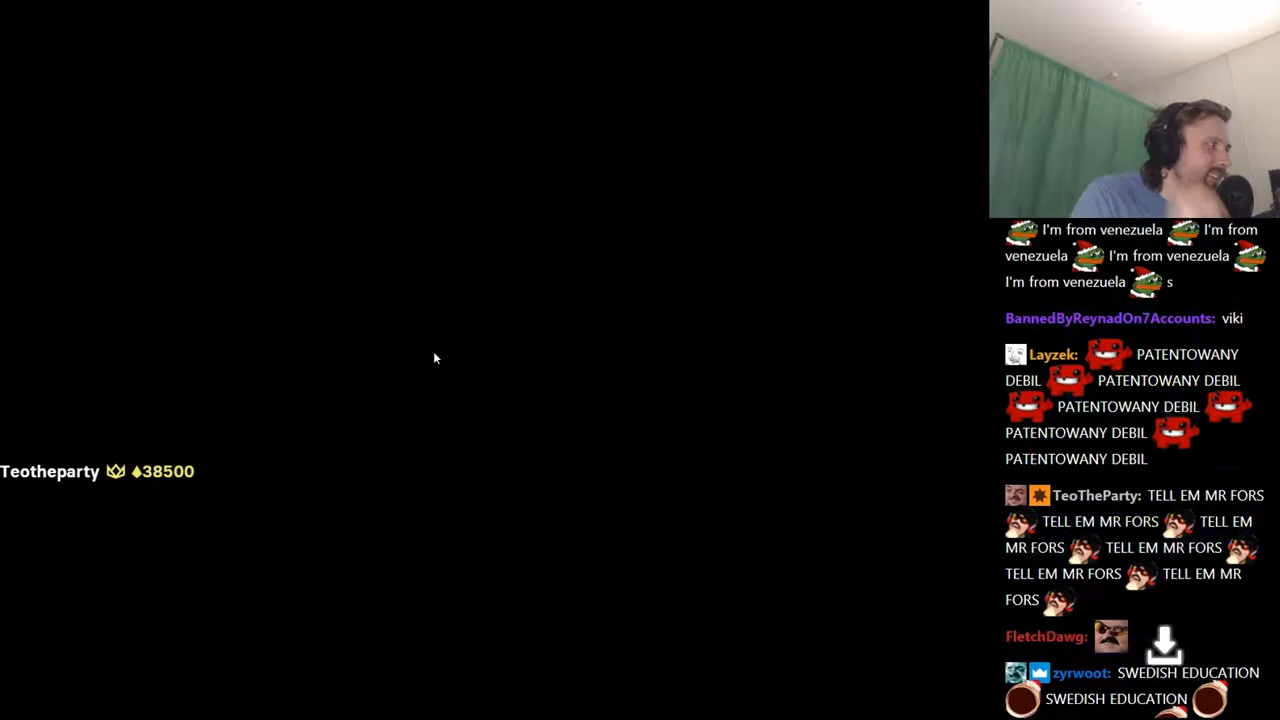 I'm from venezuela I'm from
venezuela I'm from venezuela
I'm from venezuela s
BannedByReynadOn7Accounts: viki
Layzek: PATENTOWANY
DEBIL PATENTOWANY DEBIL
PATENTOWANY DEBIL
PATENTOWANY DEBIL
PATENTOWANY DEBIL
Teotheparty 38500
TeoTheParty: TELL EM MR FORS
TELL EM MR FORS TELL EM
MR FORS TELL EM MR FORS
TELL EM MR FORS TELL EM MR
FORS
FletchDawg:
zyrwoot: SWEDISH EDUCATION
SWEDISH EDUCATION